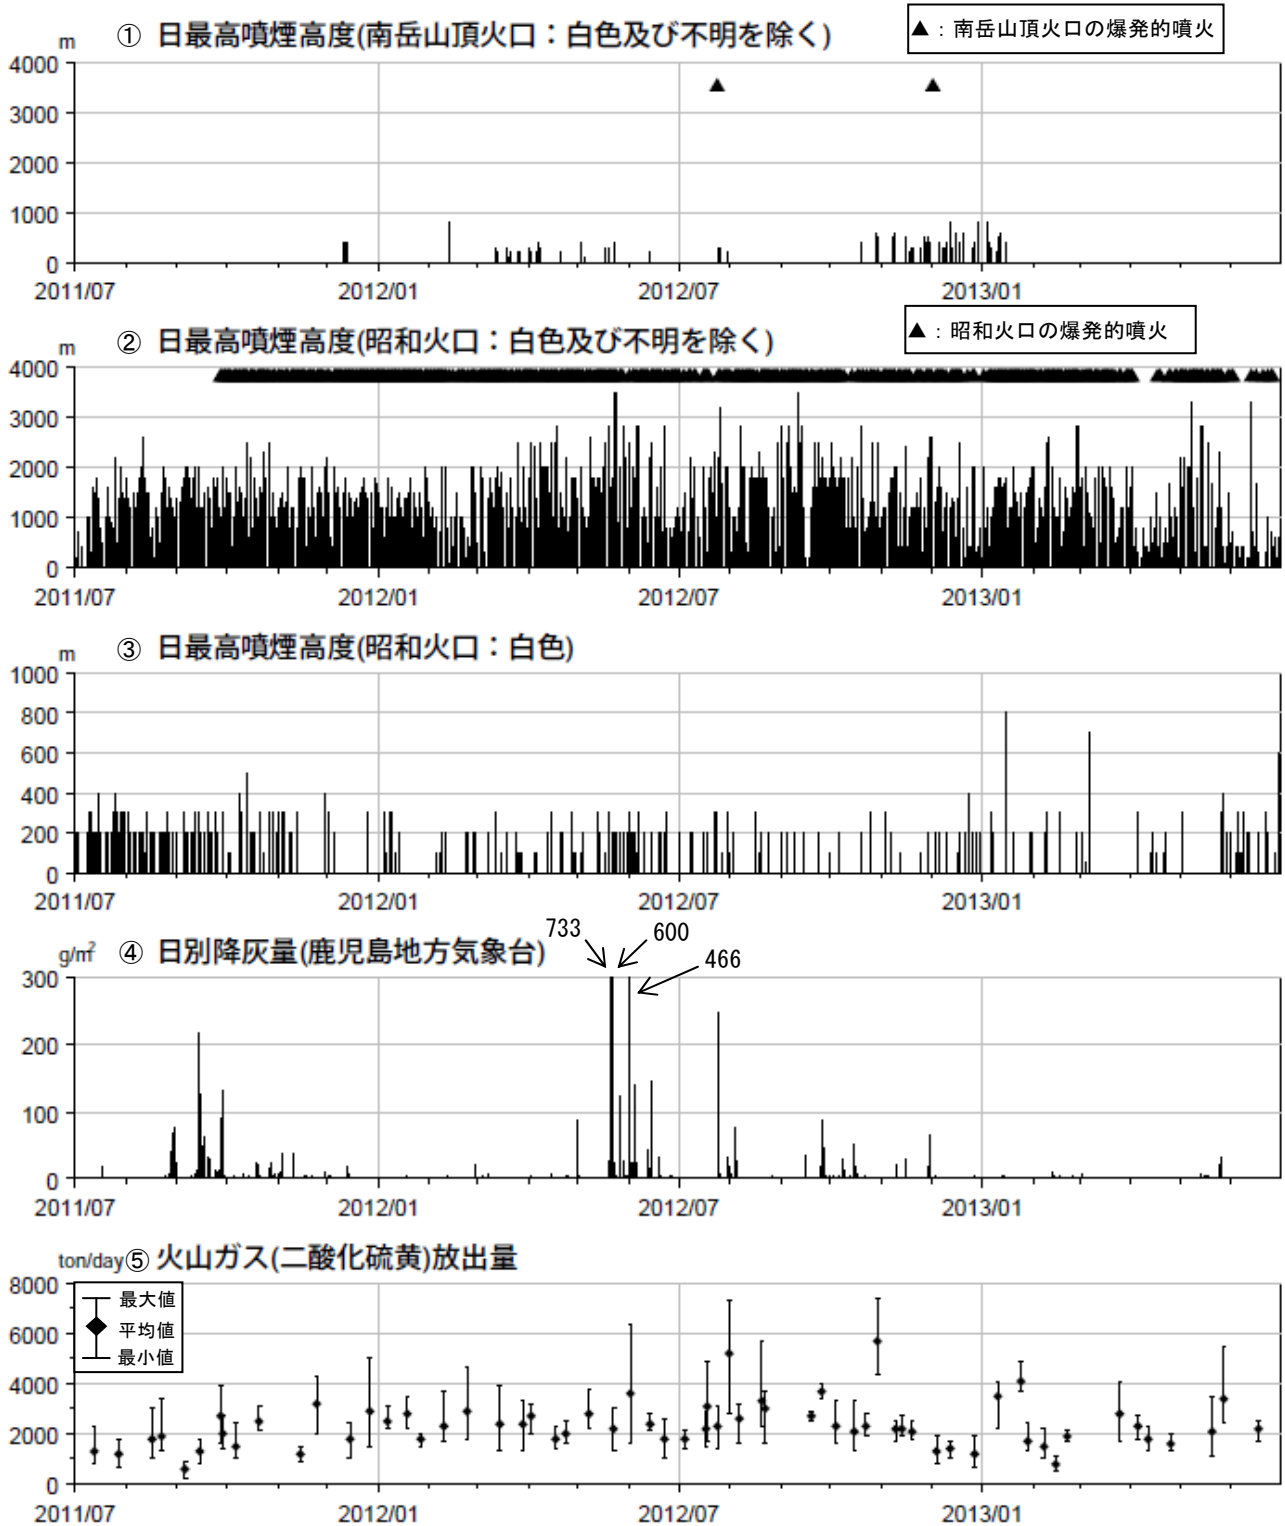 m ① 日最高噴煙高度(南岳山頂火口：白色及び不明を除く)
▲：南岳山頂火口の爆発的噴火
4000
3000
2000
1000
0
2011/07 2012/01 2012/07 2013/01
m ② 日最高噴煙高度(昭和火口：白色及び不明を除く)
▲：昭和火口の爆発的噴火
4000
3000
2000
1000
0
2011/07 2012/01 2012/07 2013/01
m ③ 日最高噴煙高度(昭和火口：白色)
1000
800
600
400
200
0
2011/07 2012/01 2012/07 2013/01
g/㎡ ④ 日別降灰量(鹿児島地方気象台)
733
600
466
300
200
100
0
2011/07 2012/01 2012/07 2013/01
ton/day ⑤ 火山ガス(二酸化硫黄)放出量
最大値
平均値
最小値
8000
6000
4000
2000
0
2011/07 2012/01 2012/07 2013/01